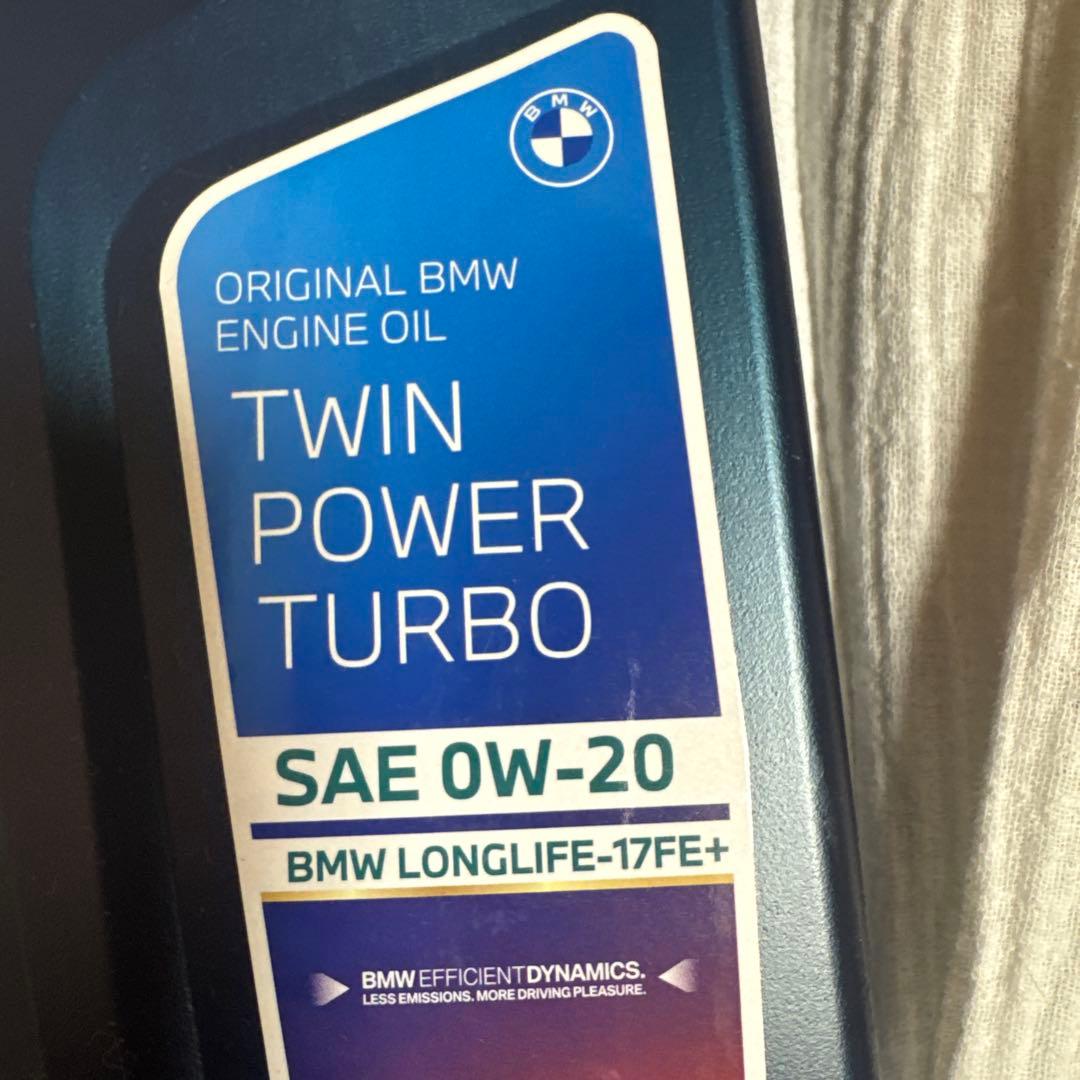 BMW
ORIGINAL BMW
ENGINE OIL
TWIN
POWER
TURBO
SAE 0W-20
BMW LONGLIFE-17FE+
BMW EFFICIENTDYNAMICS.
LESS EMISSIONS. MORE DRIVING PLEASURE.